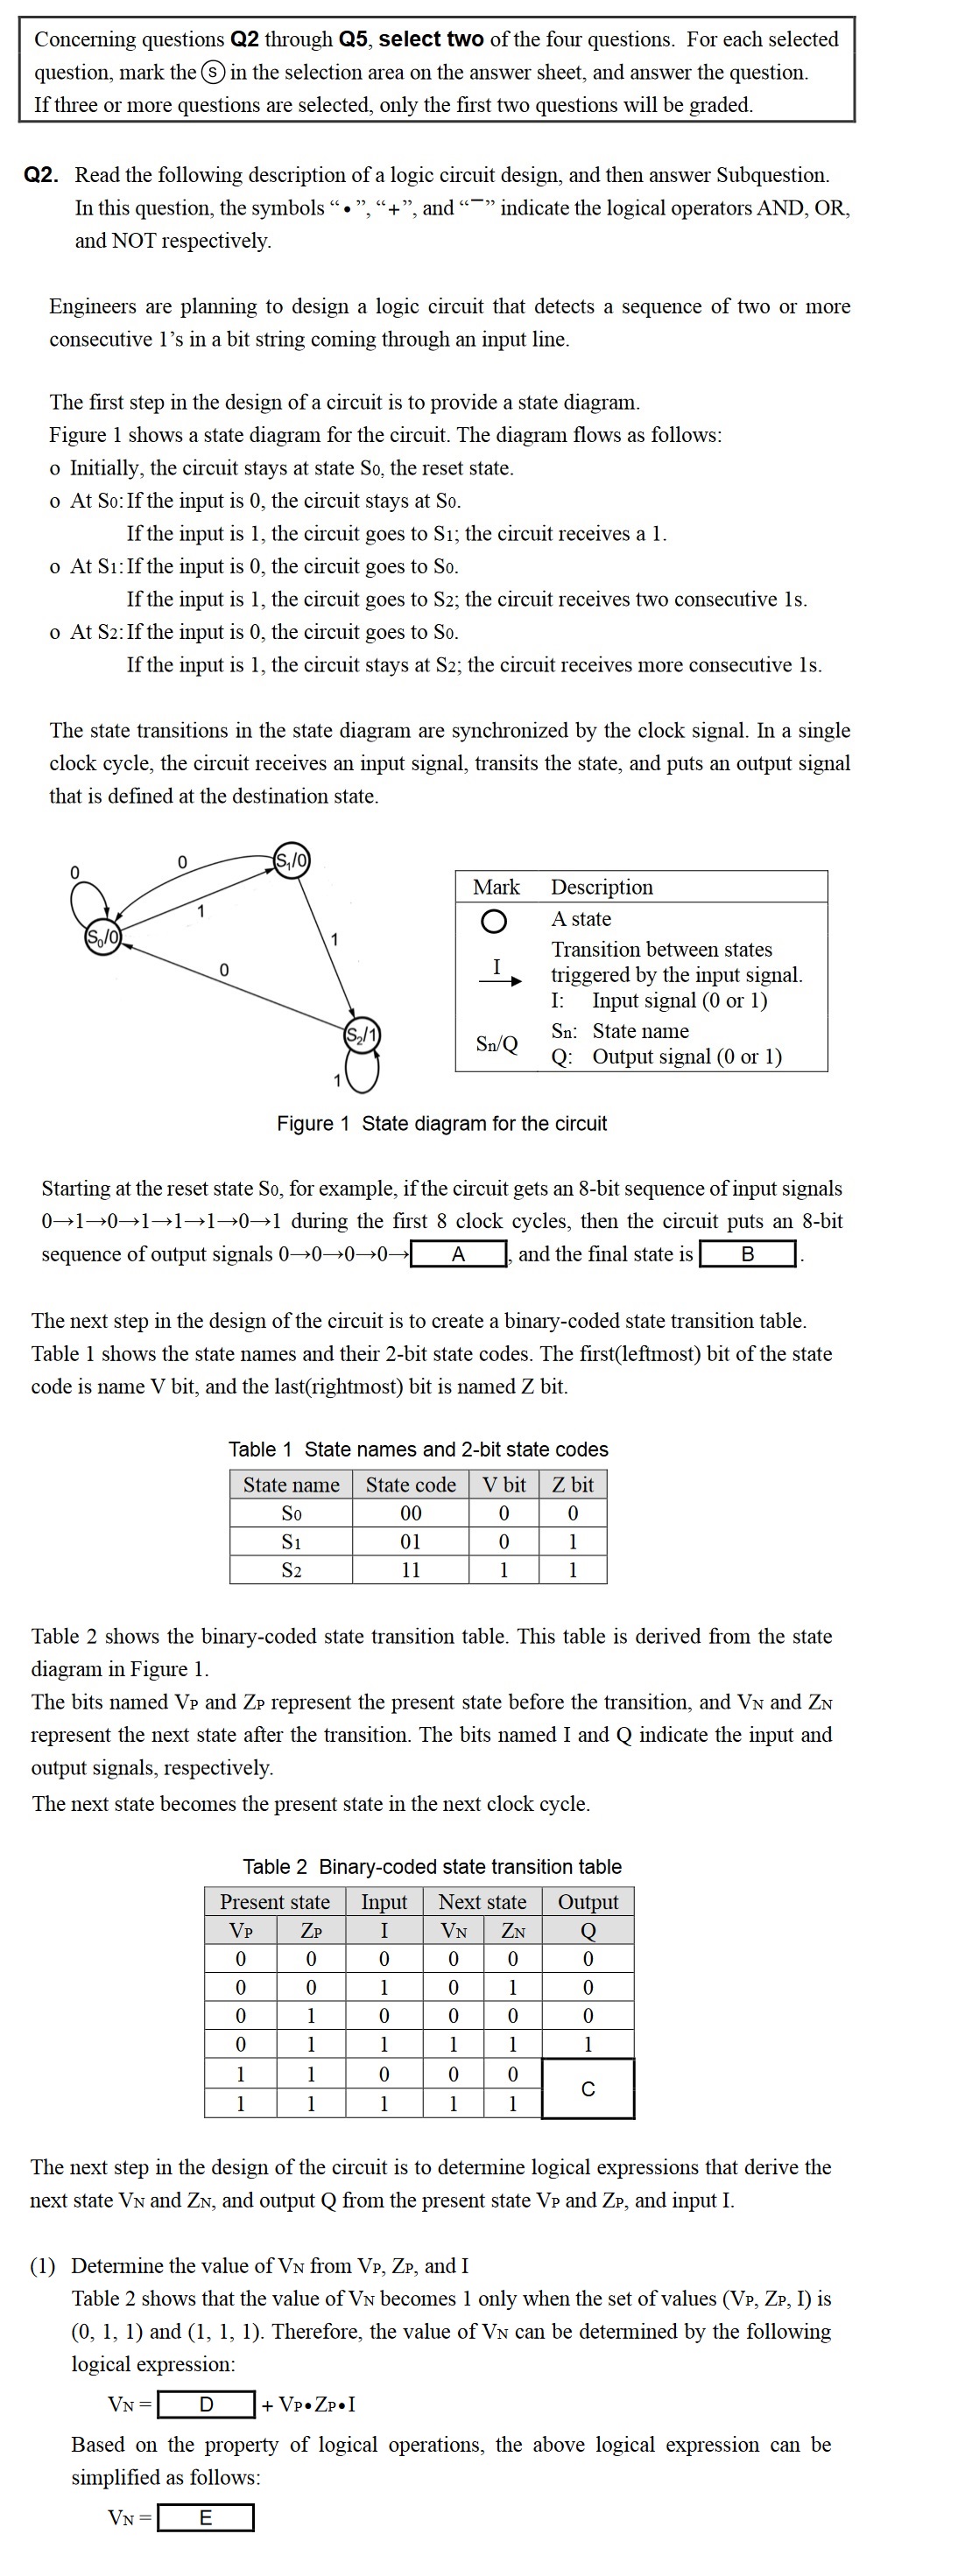 Concerning questions Q2 through Q5, select two of the four questions. For each selected
question, mark the Ⓢ in the selection area on the answer sheet, and answer the question.
If three or more questions are selected, only the first two questions will be graded.
Q2. Read the following description of a logic circuit design, and then answer Subquestion.
In this question, the symbols “•”, “+”, and “¯” indicate the logical operators AND, OR,
and NOT respectively.
Engineers are planning to design a logic circuit that detects a sequence of two or more
consecutive 1’s in a bit string coming through an input line.
The first step in the design of a circuit is to provide a state diagram.
Figure 1 shows a state diagram for the circuit. The diagram flows as follows:
o Initially, the circuit stays at state S0, the reset state.
o At S0: If the input is 0, the circuit stays at S0.
If the input is 1, the circuit goes to S1; the circuit receives a 1.
o At S1: If the input is 0, the circuit goes to S0.
If the input is 1, the circuit goes to S2; the circuit receives two consecutive 1s.
o At S2: If the input is 0, the circuit goes to S0.
If the input is 1, the circuit stays at S2; the circuit receives more consecutive 1s.
The state transitions in the state diagram are synchronized by the clock signal. In a single
clock cycle, the circuit receives an input signal, transits the state, and puts an output signal
that is defined at the destination state.
0
0
S1/0
1
S0/0
1
0
S2/1
1
Mark Description
A state
Transition between states
I triggered by the input signal.
I: Input signal (0 or 1)
Sn/Q Sn: State name
Q: Output signal (0 or 1)
Figure 1 State diagram for the circuit
Starting at the reset state S0, for example, if the circuit gets an 8-bit sequence of input signals
0→1→0→1→1→1→0→1 during the first 8 clock cycles, then the circuit puts an 8-bit
sequence of output signals 0→0→0→0→ A , and the final state is B .
The next step in the design of the circuit is to create a binary-coded state transition table.
Table 1 shows the state names and their 2-bit state codes. The first(leftmost) bit of the state
code is name V bit, and the last(rightmost) bit is named Z bit.
Table 1 State names and 2-bit state codes
State name State code V bit Z bit
S0 00 0 0
S1 01 0 1
S2 11 1 1
Table 2 shows the binary-coded state transition table. This table is derived from the state
diagram in Figure 1.
The bits named VP and ZP represent the present state before the transition, and VN and ZN
represent the next state after the transition. The bits named I and Q indicate the input and
output signals, respectively.
The next state becomes the present state in the next clock cycle.
Table 2 Binary-coded state transition table
Present state Input Next state Output
VP ZP I VN ZN Q
0 0 0 0 0 0
0 0 1 0 1 0
0 1 0 0 0 0
0 1 1 1 1 1
1 1 0 0 0 C
1 1 1 1 1
The next step in the design of the circuit is to determine logical expressions that derive the
next state VN and ZN, and output Q from the present state VP and ZP, and input I.
(1) Determine the value of VN from VP, ZP, and I
Table 2 shows that the value of VN becomes 1 only when the set of values (VP, ZP, I) is
(0, 1, 1) and (1, 1, 1). Therefore, the value of VN can be determined by the following
logical expression:
VN = D + VP•ZP•I
Based on the property of logical operations, the above logical expression can be
simplified as follows:
VN = E